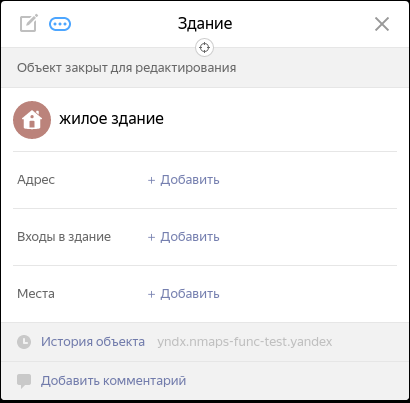 Здание
Объект закрыт для редактирования
жилое здание
Адрес + Добавить
Входы в здание + Добавить
Места + Добавить
История объекта yndx.nmaps-func-test.yandex
Добавить комментарий